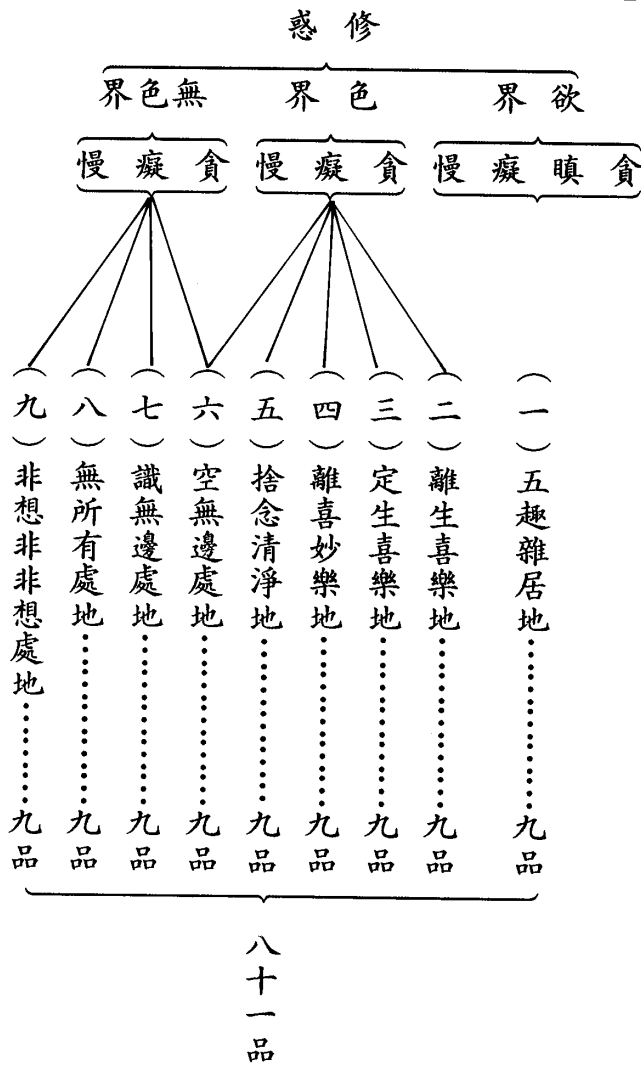 修惑
欲界
色界
無色界
貪瞋癡慢
貪癡慢
貪癡慢
（一）五趣雜居地………九品
（二）離生喜樂地………九品
（三）定生喜樂地………九品
（四）離喜妙樂地………九品
（五）捨念清淨地………九品
（六）空無邊處地………九品
（七）識無邊處地………九品
（八）無所有處地………九品
（九）非想非非想處地………九品
八十一品